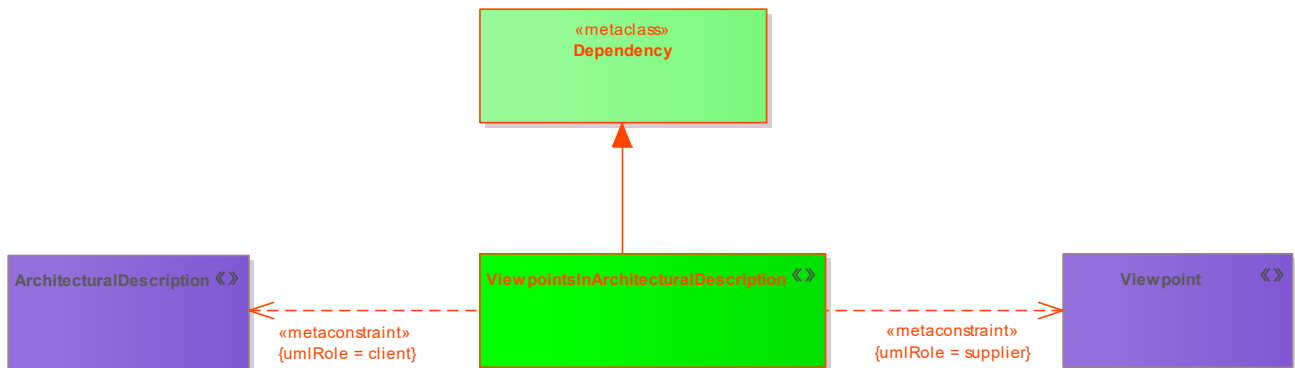 «metaclass»
Dependency
ArchitecturalDescription «»
ViewpointsInArchitecturalDescription «»
Viewpoint «»
«metaconstraint»
{umlRole = client}
«metaconstraint»
{umlRole = supplier}